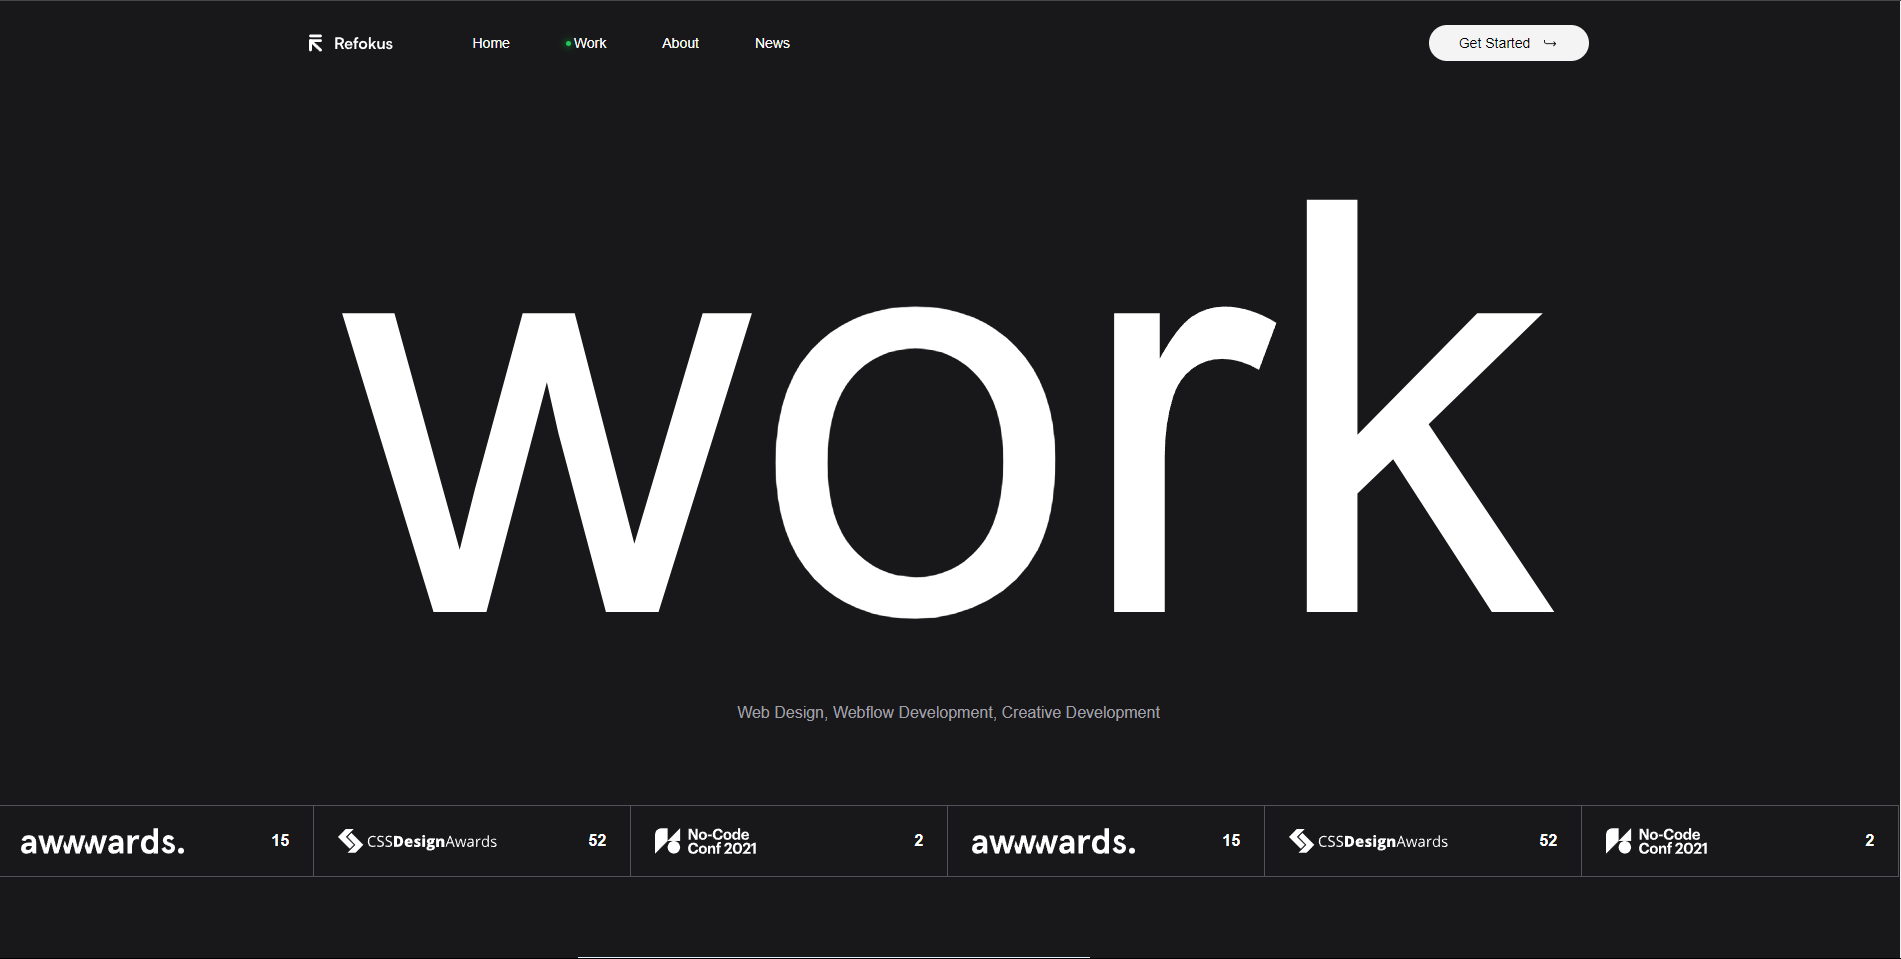 Refokus Home Work About News Get Started
work
Web Design, Webflow Development, Creative Development
awwwards. 15 CSSDesignAwards 52 No-Code Conf 2021 2 awwwards. 15 CSSDesignAwards 52 No-Code Conf 2021 2